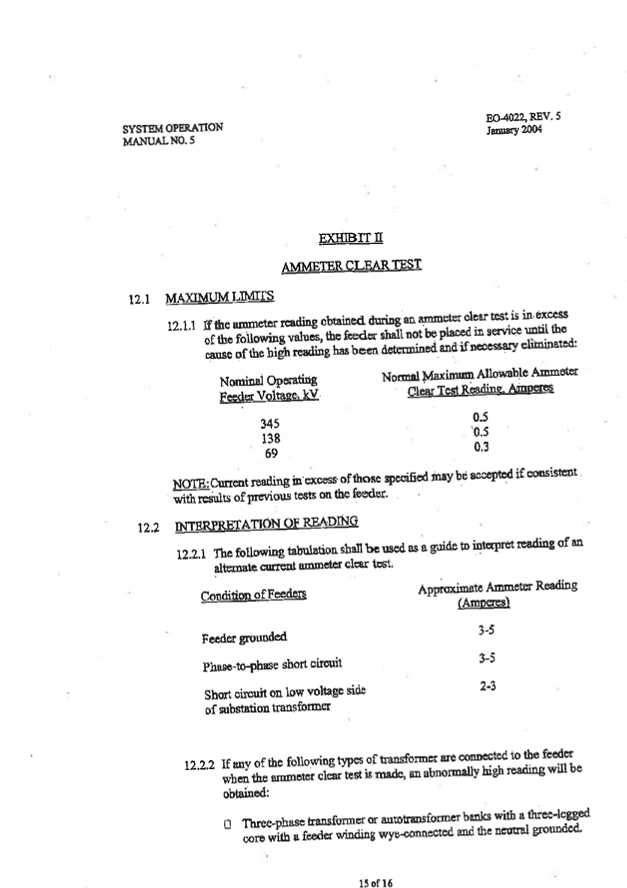 EO-4022, REV. 5
SYSTEM OPERATION
January 2004
MANUAL NO. 5
EXHIBIT II
AMMETER CLEAR TEST
12.1 MAXIMUM LIMITS
12.1.1 If the ammeter reading obtained during an ammeter clear test is in excess
of the following values, the feeder shall not be placed in service until the
cause of the high reading has been determined and if necessary eliminated:
Nominal Operating Normal Maximum Allowable Ammeter
Feeder Voltage, kV Clear Test Reading, Amperes
345 0.5
138 0.5
69 0.3
NOTE: Current reading in excess of those specified may be accepted if consistent
with results of previous tests on the feeder.
12.2 INTERPRETATION OF READING
12.2.1 The following tabulation shall be used as a guide to interpret reading of an
alternate current ammeter clear test.
Condition of Feeders Approximate Ammeter Reading
(Amperes)
Feeder grounded 3-5
Phase-to-phase short circuit 3-5
Short circuit on low voltage side 2-3
of substation transformer
12.2.2 If any of the following types of transformer are connected to the feeder
when the ammeter clear test is made, an abnormally high reading will be
obtained:
Three-phase transformer or autotransformer banks with a three-legged
core with a feeder winding wye-connected and the neutral grounded.
15 of 16